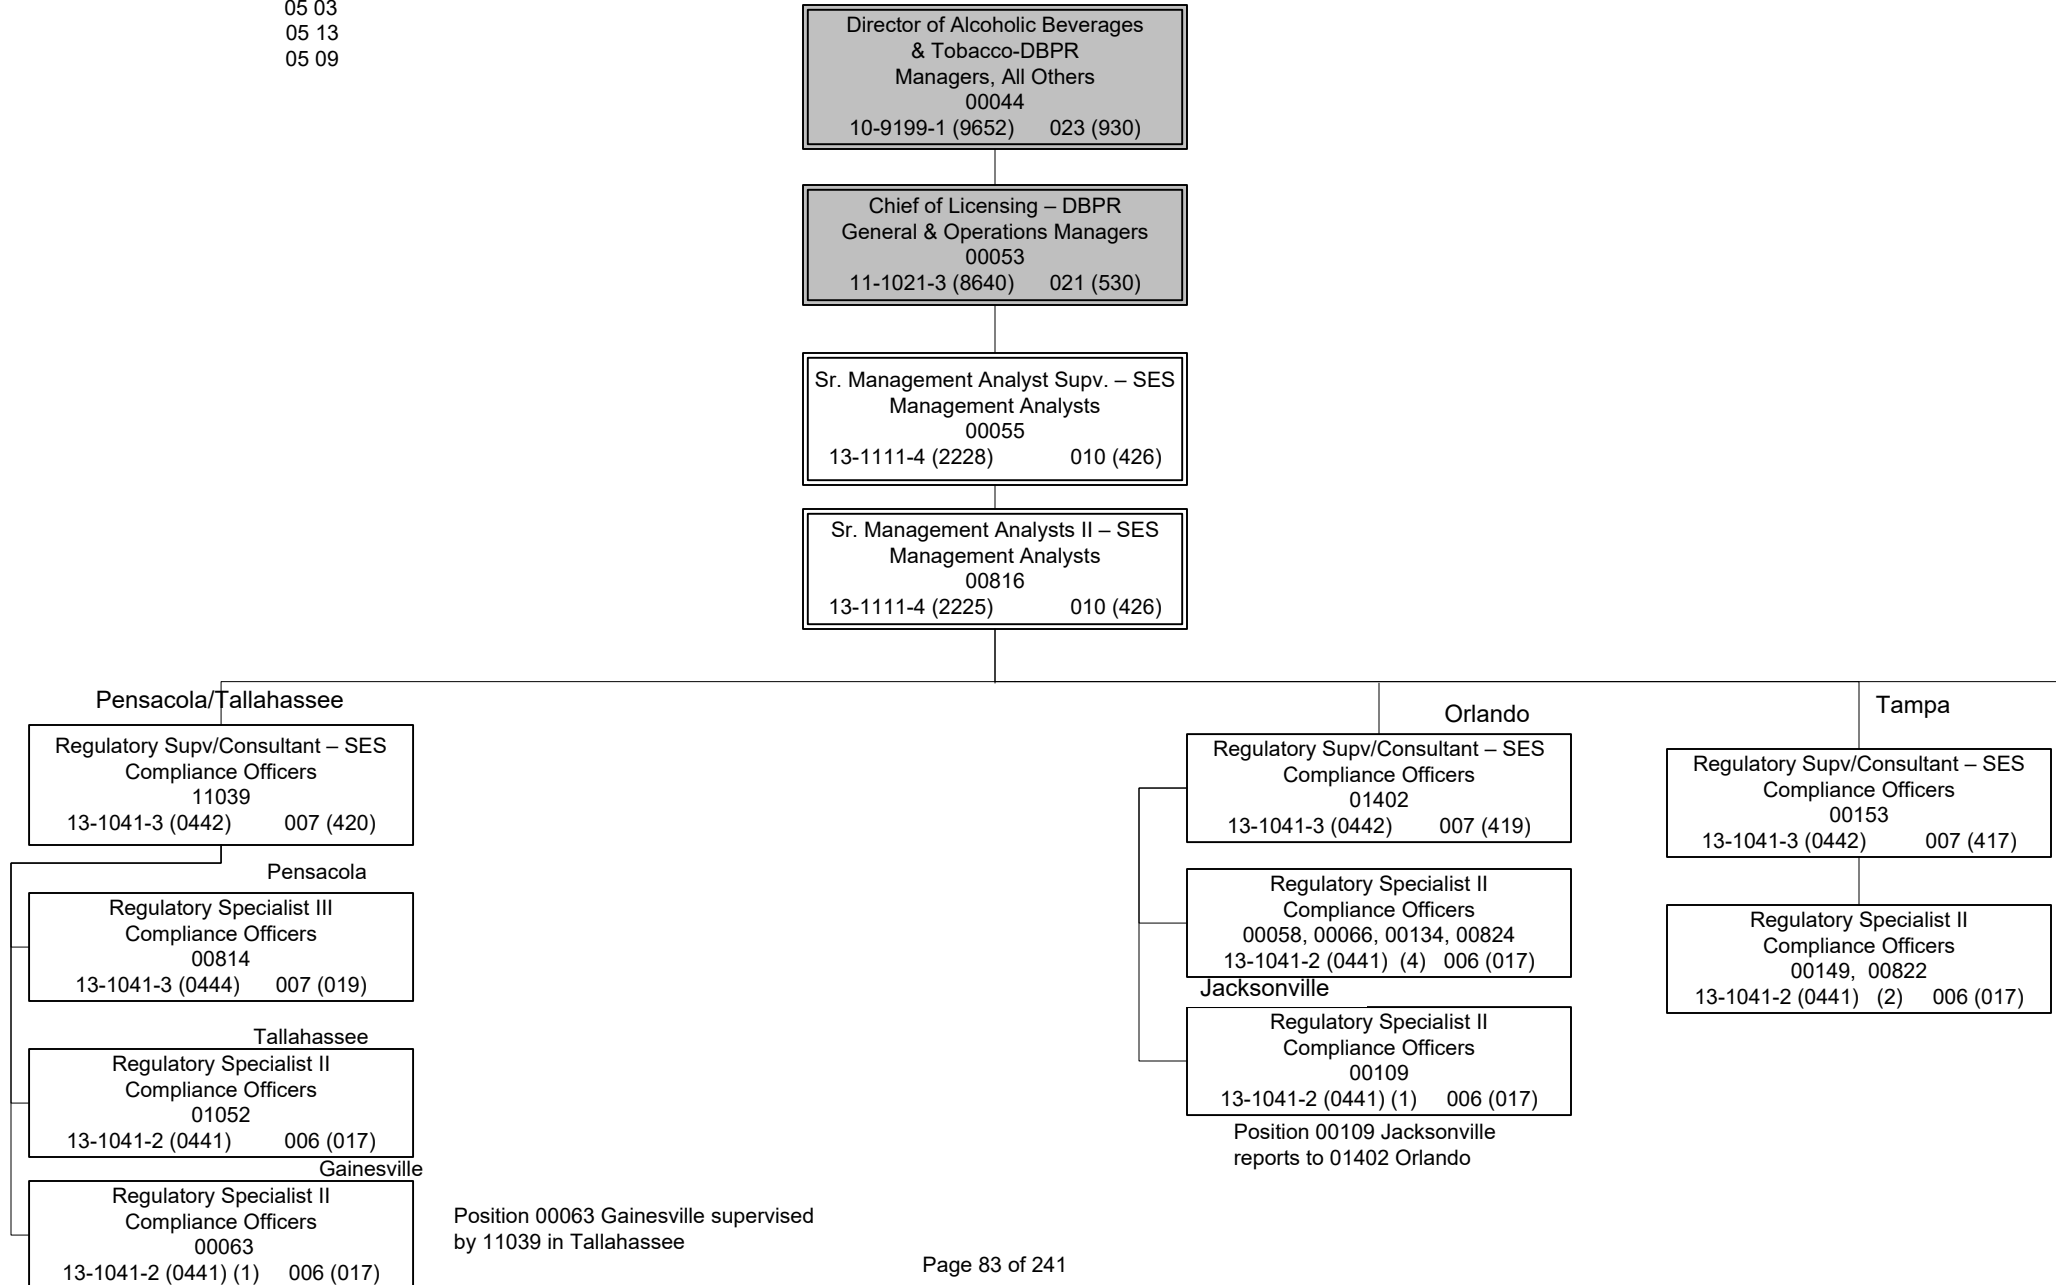 05 03
05 13
05 09
Director of Alcoholic Beverages
& Tobacco-DBPR
Managers, All Others
00044
10-9199-1 (9652) 023 (930)
Chief of Licensing – DBPR
General & Operations Managers
00053
11-1021-3 (8640) 021 (530)
Sr. Management Analyst Supv. – SES
Management Analysts
00055
13-1111-4 (2228) 010 (426)
Sr. Management Analysts II – SES
Management Analysts
00816
13-1111-4 (2225) 010 (426)
Pensacola/Tallahassee
Regulatory Supv/Consultant – SES
Compliance Officers
11039
13-1041-3 (0442) 007 (420)
Pensacola
Regulatory Specialist III
Compliance Officers
00814
13-1041-3 (0444) 007 (019)
Tallahassee
Regulatory Specialist II
Compliance Officers
01052
13-1041-2 (0441) 006 (017)
Gainesville
Regulatory Specialist II
Compliance Officers
00063
13-1041-2 (0441) (1) 006 (017)
Position 00063 Gainesville supervised
by 11039 in Tallahassee
Orlando
Regulatory Supv/Consultant – SES
Compliance Officers
01402
13-1041-3 (0442) 007 (419)
Regulatory Specialist II
Compliance Officers
00058, 00066, 00134, 00824
13-1041-2 (0441) (4) 006 (017)
Jacksonville
Regulatory Specialist II
Compliance Officers
00109
13-1041-2 (0441) (1) 006 (017)
Position 00109 Jacksonville
reports to 01402 Orlando
Tampa
Regulatory Supv/Consultant – SES
Compliance Officers
00153
13-1041-3 (0442) 007 (417)
Regulatory Specialist II
Compliance Officers
00149, 00822
13-1041-2 (0441) (2) 006 (017)
Page 83 of 241